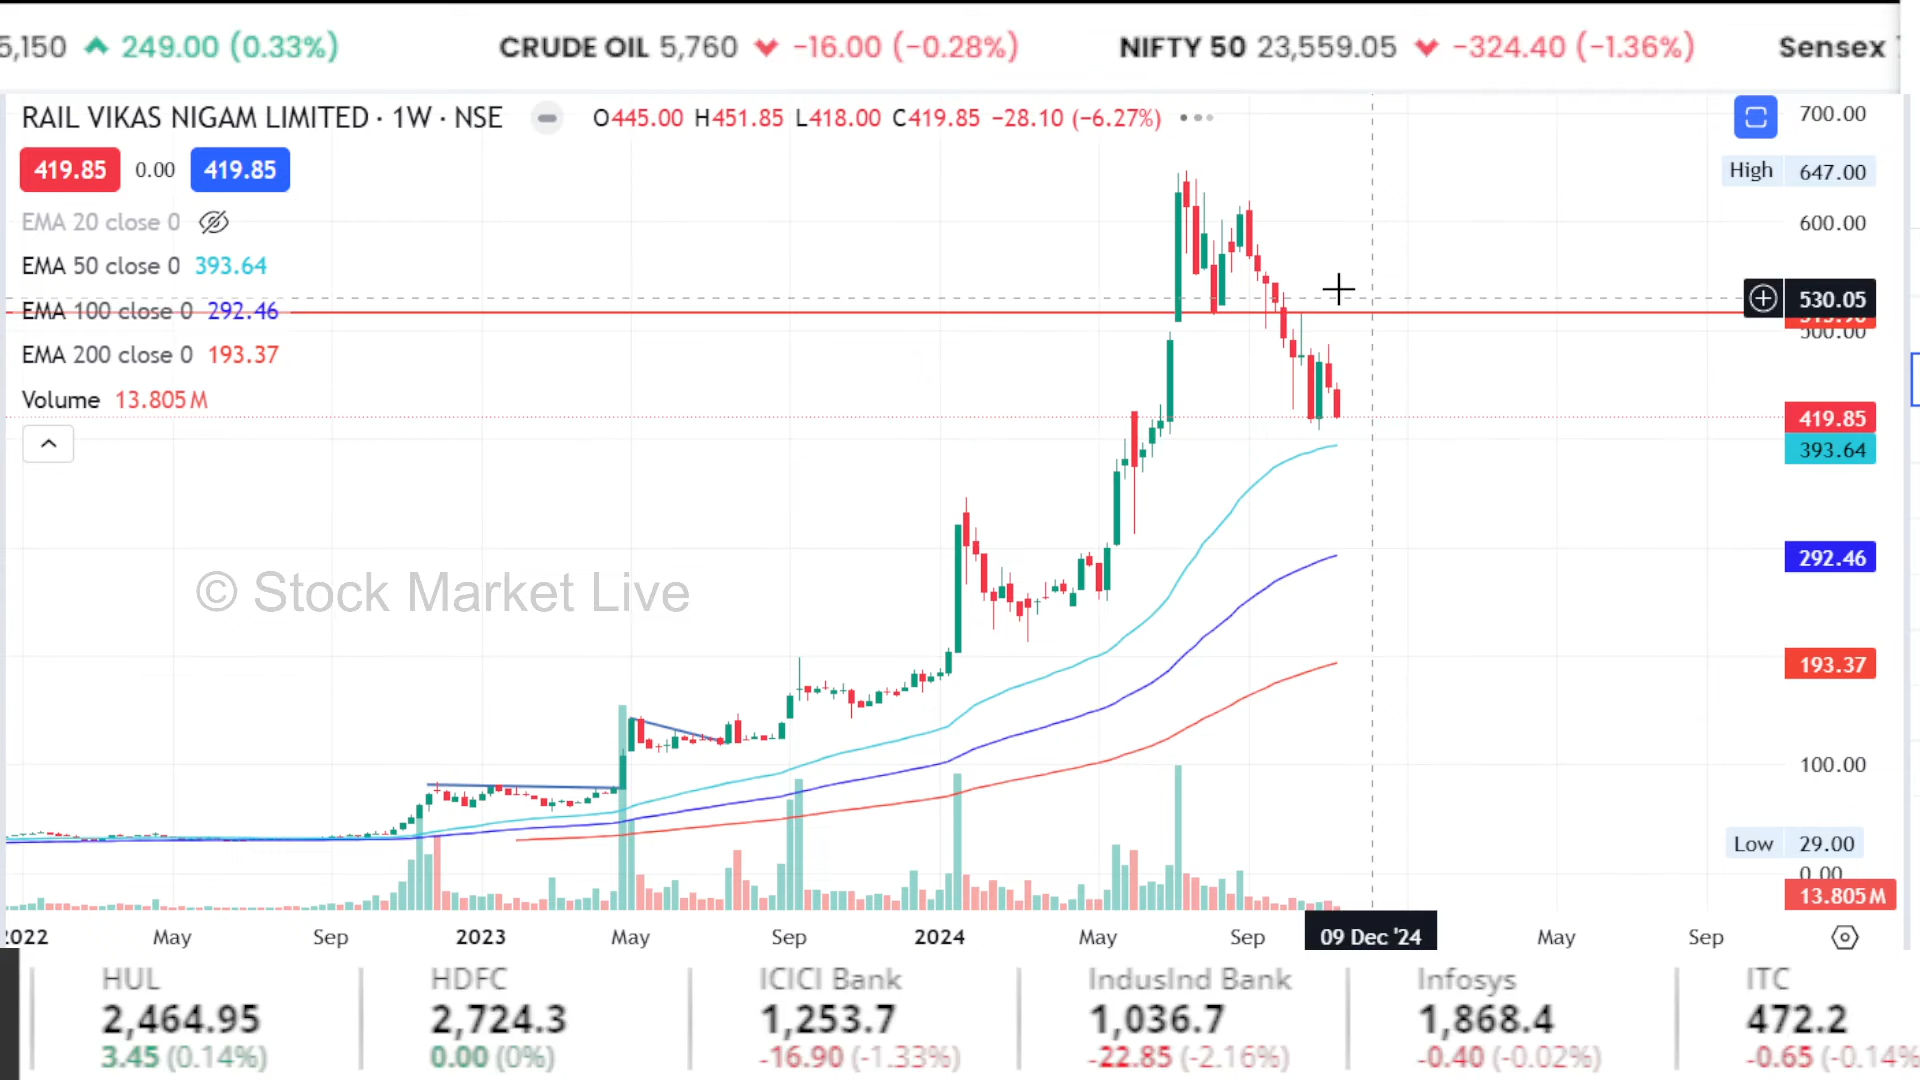 5,150 249.00 (0.33%) CRUDE OIL 5,760 −16.00 (−0.28%) NIFTY 50 23,559.05 −324.40 (−1.36%) Sensex
RAIL VIKAS NIGAM LIMITED · 1W · NSE O445.00 H451.85 L418.00 C419.85 −28.10 (−6.27%)
700.00
419.85 0.00 419.85
High 647.00
EMA 20 close 0
600.00
EMA 50 close 0 393.64
530.05
EMA 100 close 0 292.46
500.00
EMA 200 close 0 193.37
Volume 13.805 M
419.85
393.64
292.46
© Stock Market Live
193.37
100.00
Low 29.00
0.00
13.805 M
2022 May Sep 2023 May Sep 2024 May Sep 09 Dec '24 May Sep
HUL HDFC ICICI Bank IndusInd Bank Infosys ITC
2,464.95 2,724.3 1,253.7 1,036.7 1,868.4 472.2
3.45 (0.14%) 0.00 (0%) -16.90 (-1.33%) -22.85 (-2.16%) -0.40 (-0.02%) -0.65 (-0.14%